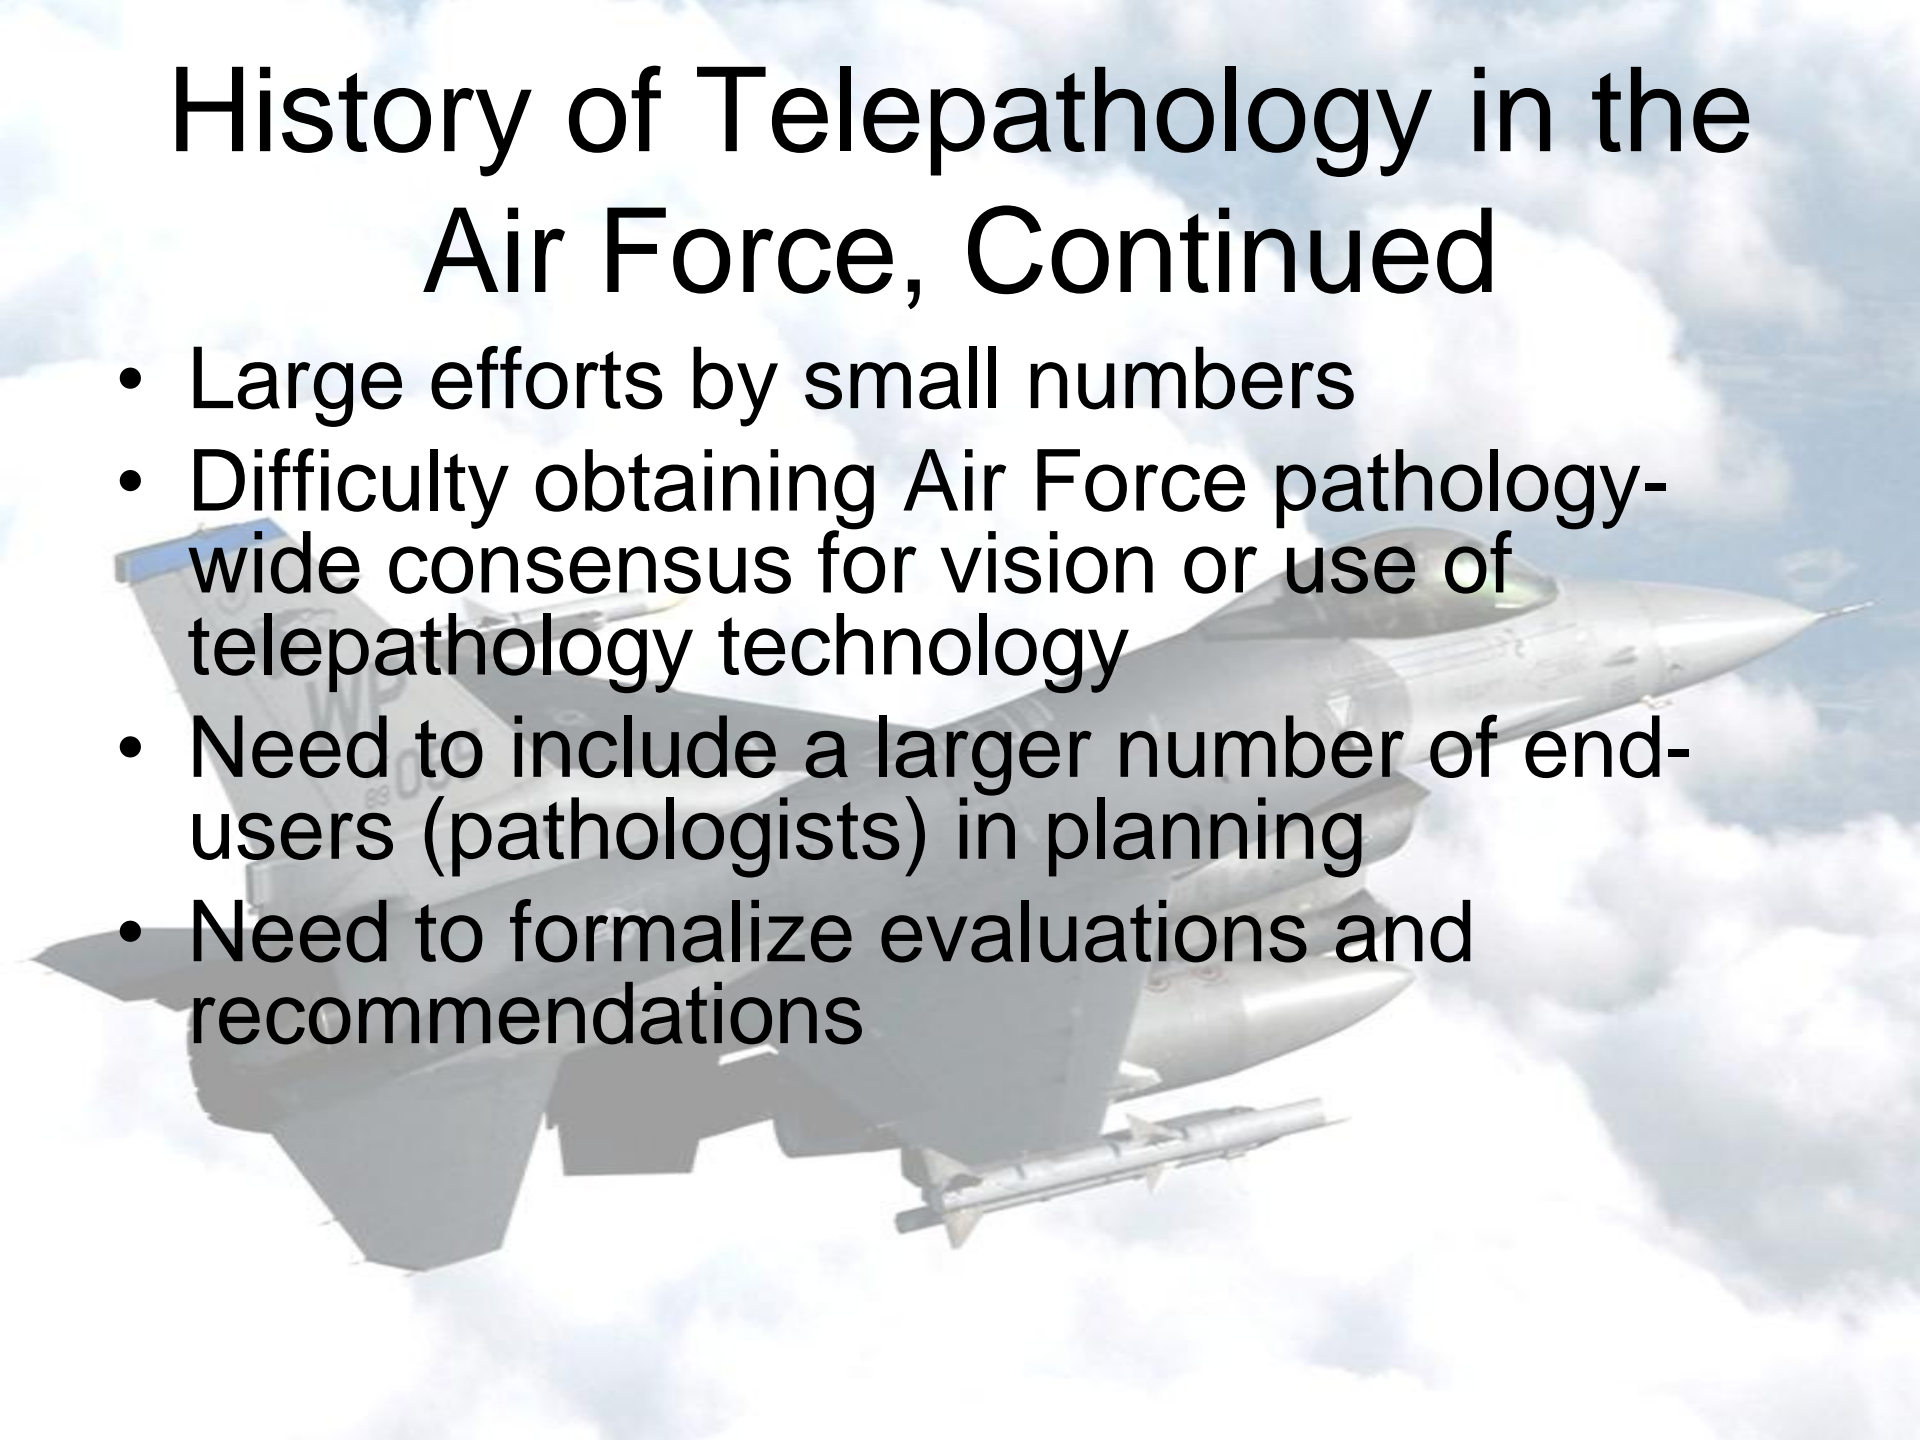 History of Telepathology in the
Air Force, Continued
• Large efforts by small numbers
• Difficulty obtaining Air Force pathology-
wide consensus for vision or use of
telepathology technology
• Need to include a larger number of end-
users (pathologists) in planning
• Need to formalize evaluations and
recommendations
WP
89